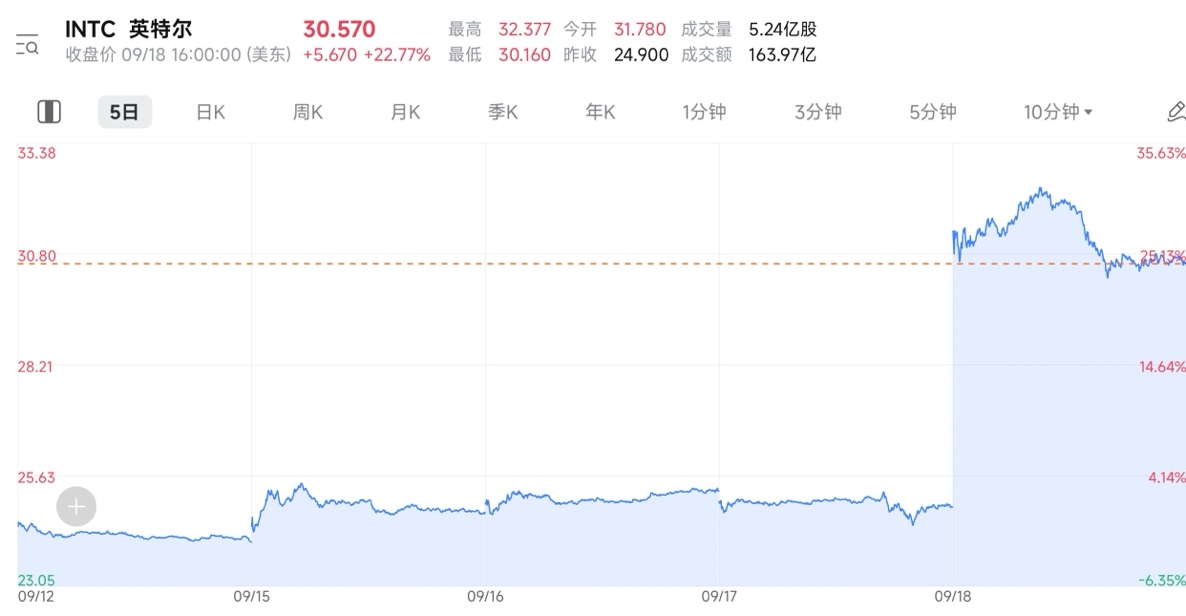 INTC 英特尔 30.570 最高 32.377 今开 31.780 成交量 5.24亿股
收盘价 09/18 16:00:00 (美东) +5.670 +22.77% 最低 30.160 昨收 24.900 成交额 163.97亿
5日 日K 周K 月K 季K 年K 1分钟 3分钟 5分钟 10分钟
33.38 35.63%
30.80 25.13%
28.21 14.64%
25.63 4.14%
23.05 -6.35%
09/12 09/15 09/16 09/17 09/18